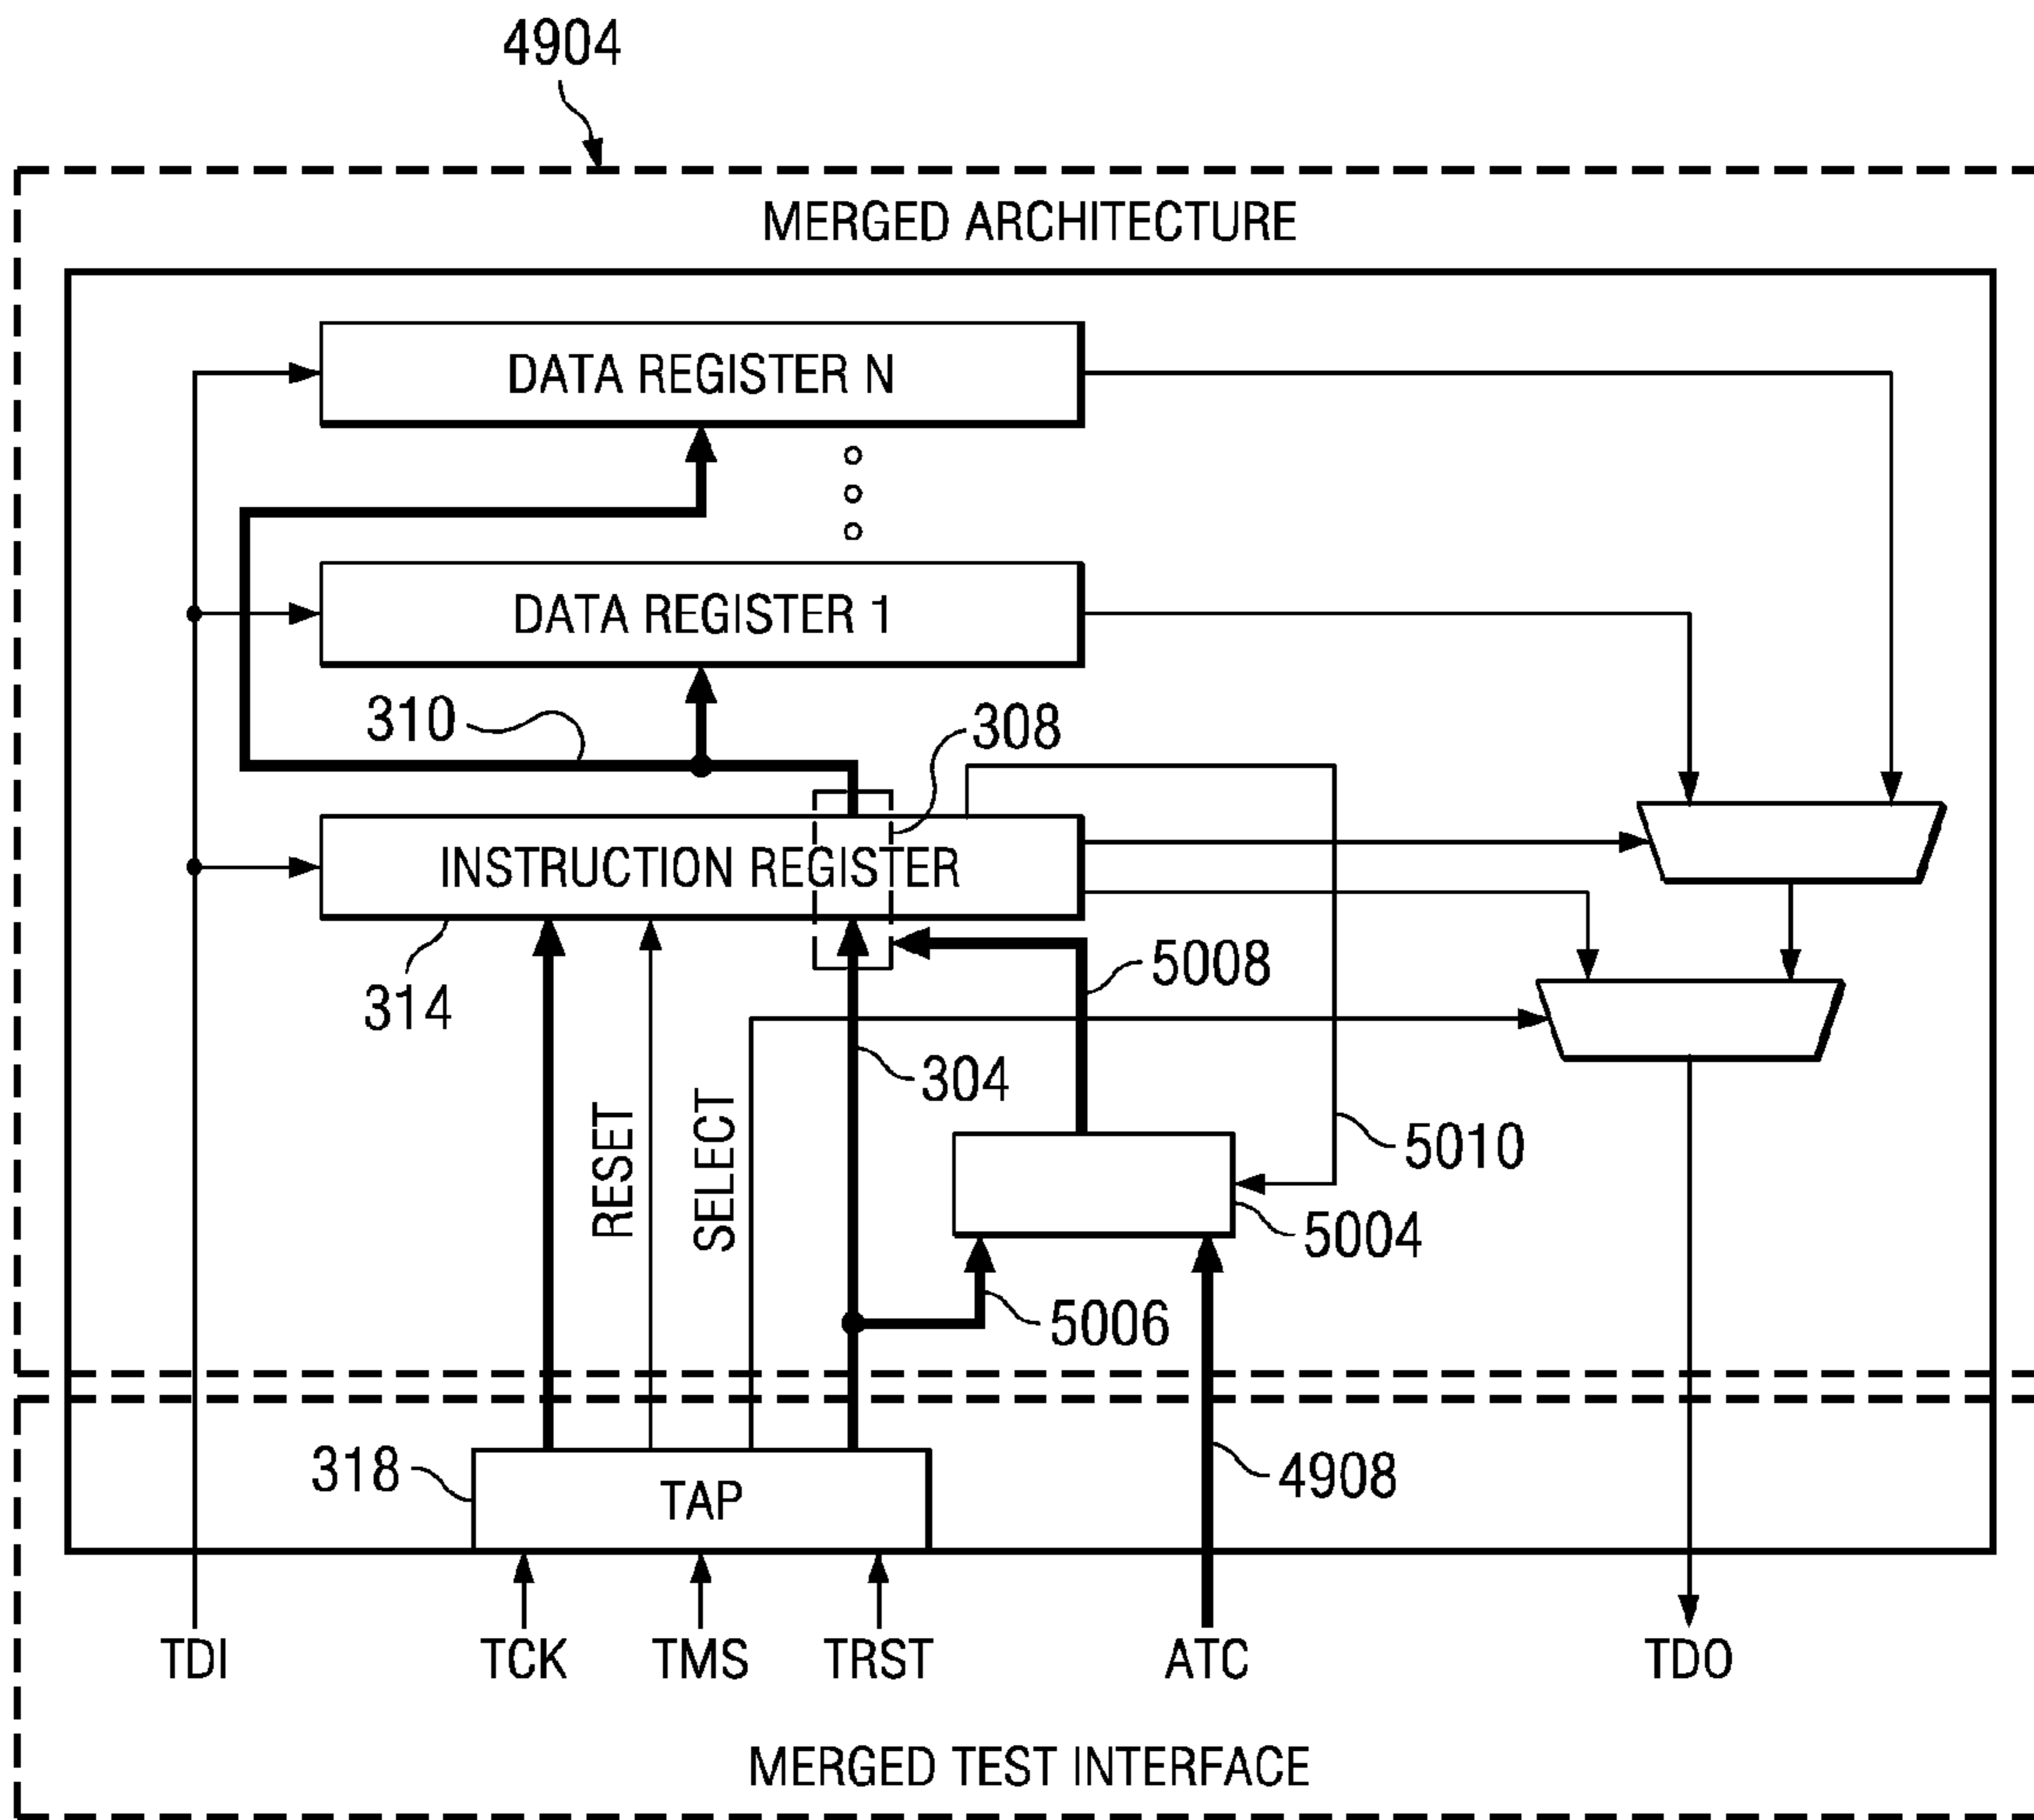 4904
MERGED ARCHITECTURE
DATA REGISTER N
DATA REGISTER 1
310
308
INSTRUCTION REGISTER
314
5008
304
RESET
SELECT
5010
5004
5006
318
TAP
4908
TDI
TCK
TMS
TRST
ATC
TDO
MERGED TEST INTERFACE